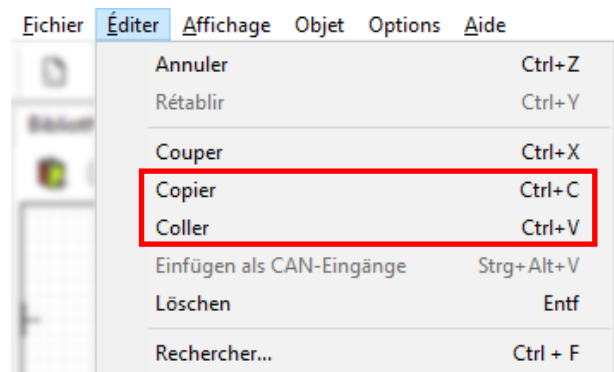 Fichier Éditer Affichage Objet Options Aide
Annuler Ctrl+Z
Rétablir Ctrl+Y
Couper Ctrl+X
Copier Ctrl+C
Coller Ctrl+V
Einfügen als CAN-Eingänge Strg+Alt+V
Löschen Entf
Rechercher... Ctrl + F